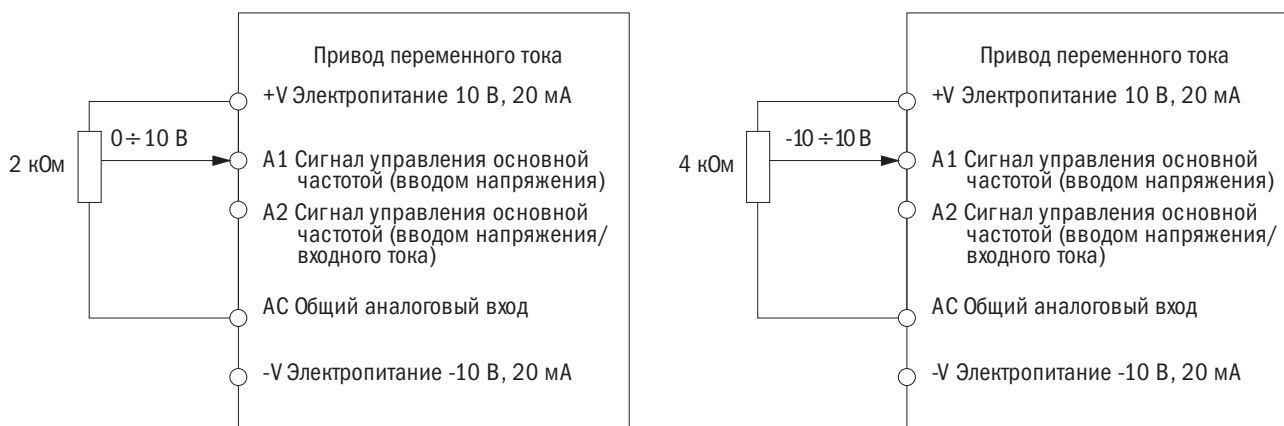 Привод переменного тока
+V Электропитание 10 В, 20 мА
0÷10 В
2 кОм
A1 Сигнал управления основной
частотой (вводом напряжения)
A2 Сигнал управления основной
частотой (вводом напряжения/
входного тока)
AC Общий аналоговый вход
-V Электропитание -10 В, 20 мА
Привод переменного тока
+V Электропитание 10 В, 20 мА
-10÷10 В
4 кОм
A1 Сигнал управления основной
частотой (вводом напряжения)
A2 Сигнал управления основной
частотой (вводом напряжения/
входного тока)
AC Общий аналоговый вход
-V Электропитание -10 В, 20 мА